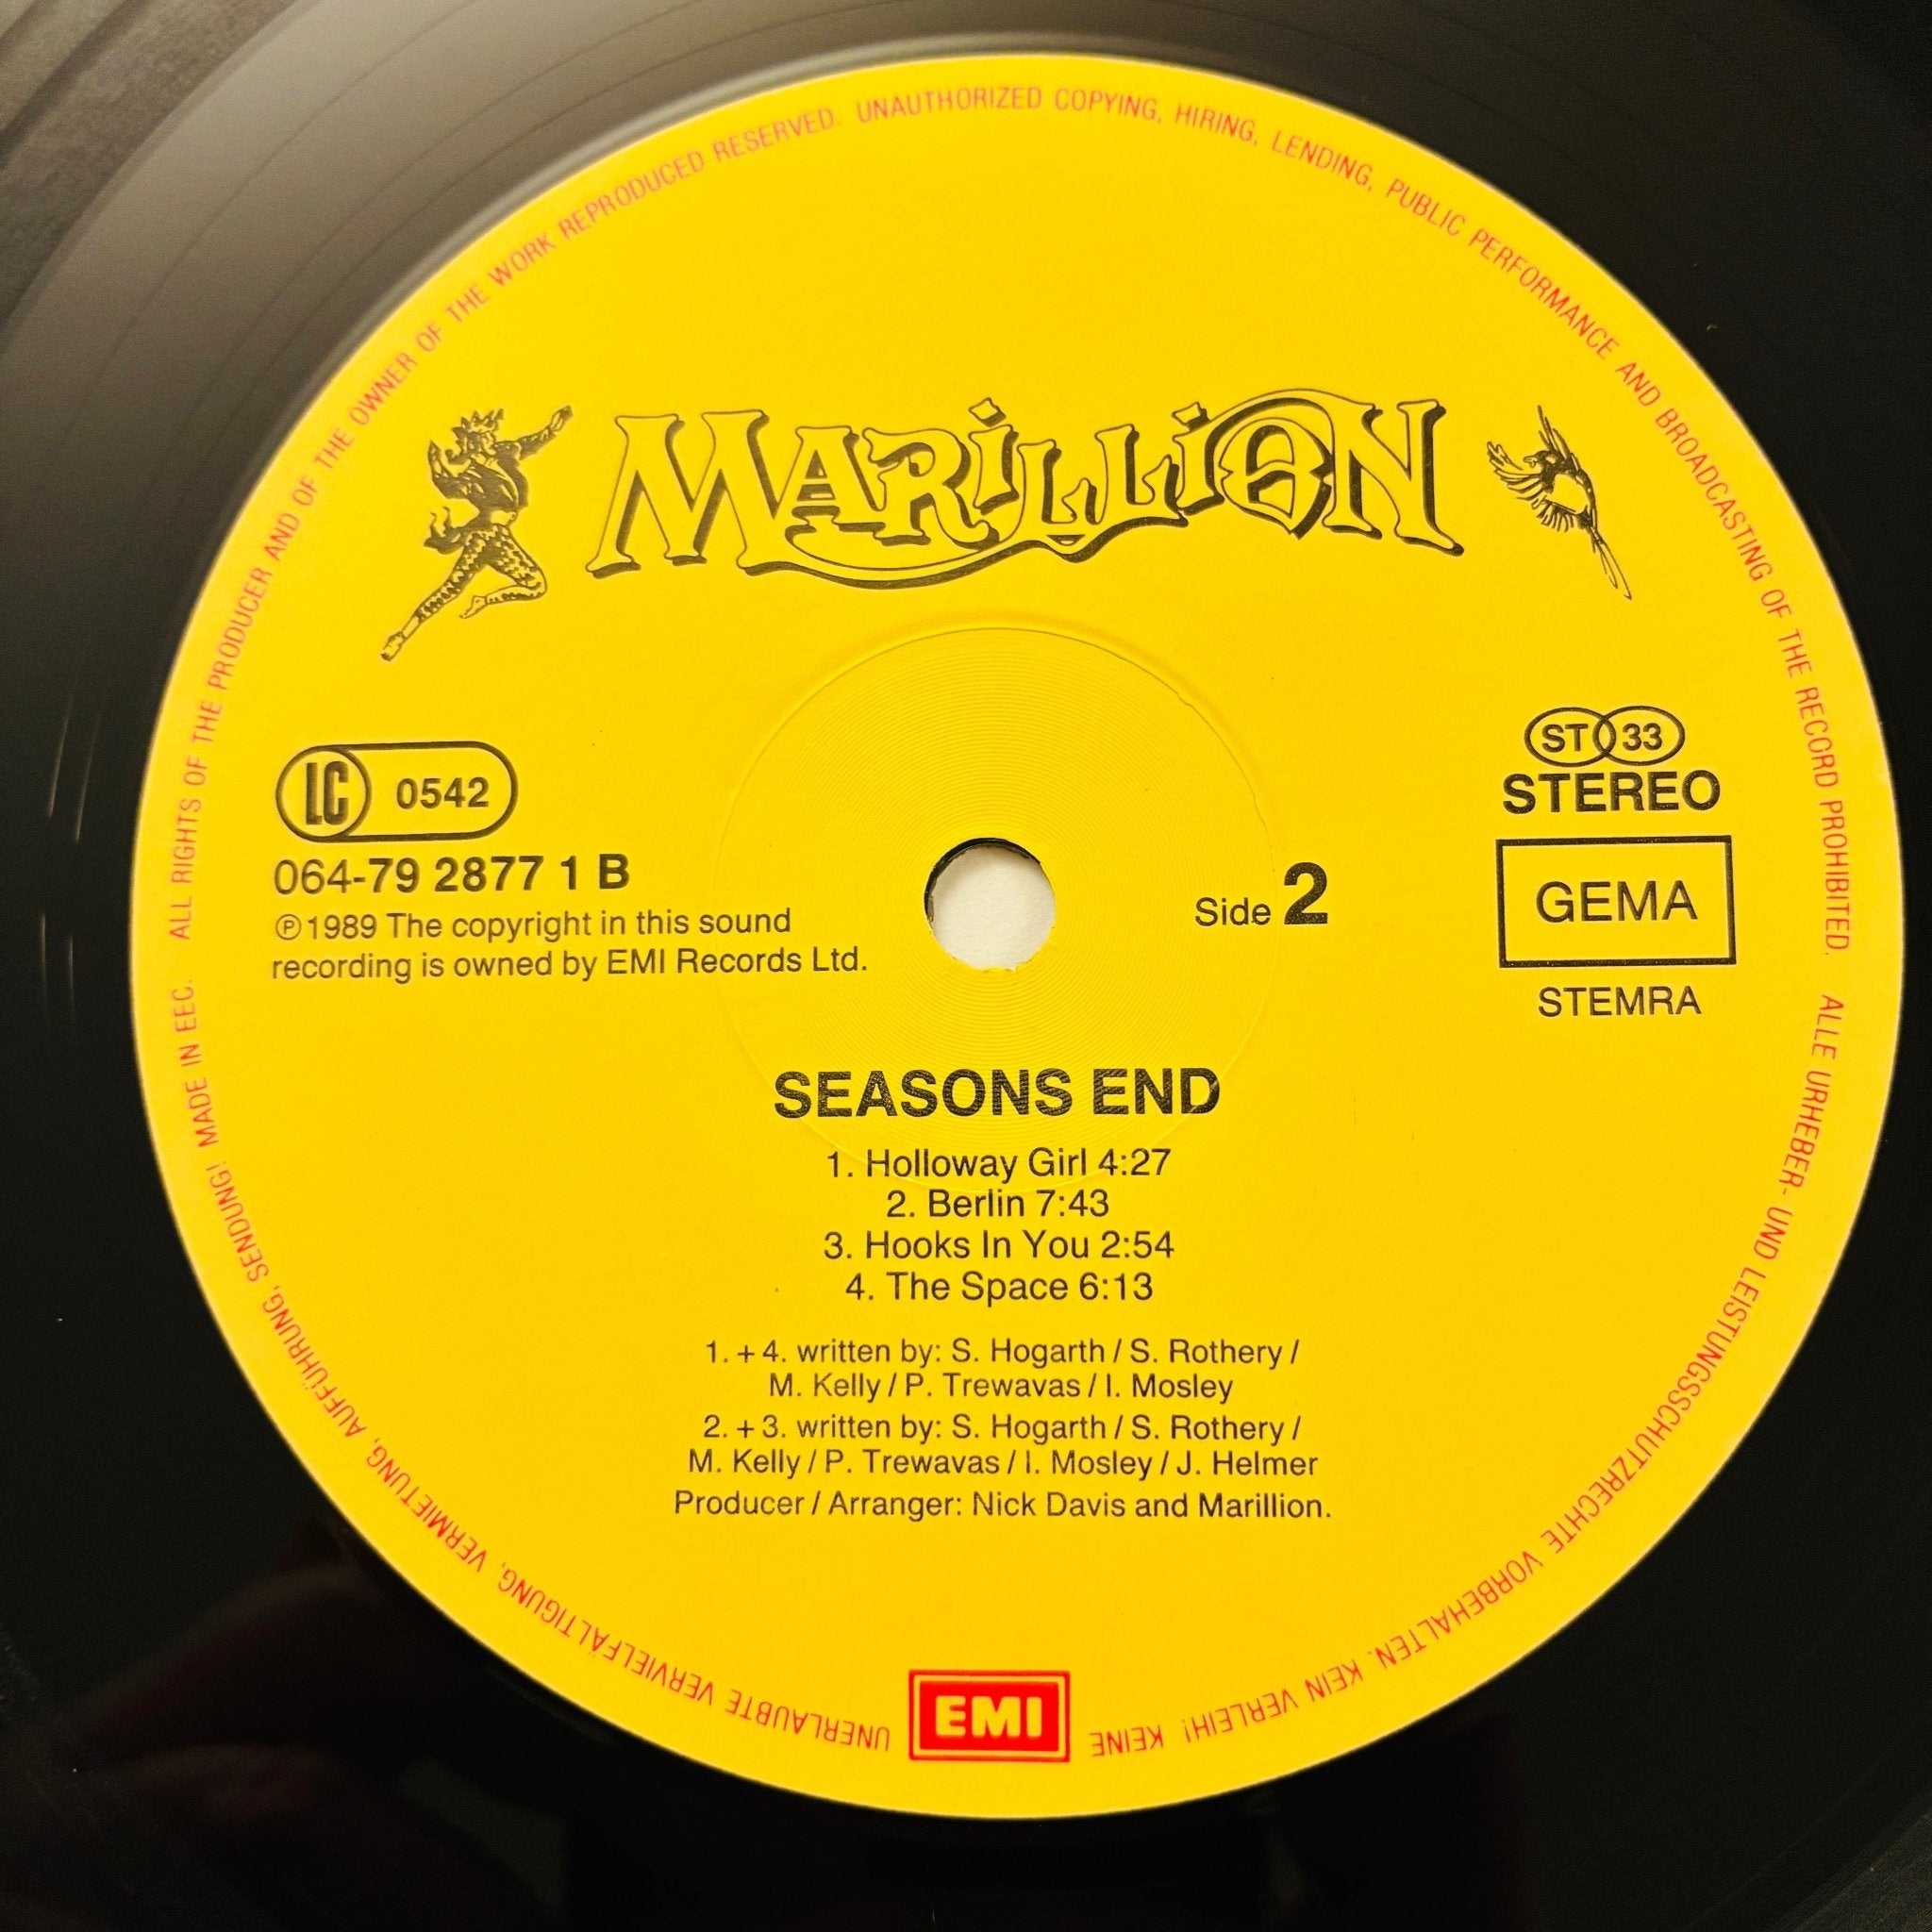 ALL RIGHTS OF THE PRODUCER AND OF THE OWNER OF THE WORK REPRODUCED RESERVED. UNAUTHORIZED COPYING, HIRING, LENDING, PUBLIC PERFORMANCE AND BROADCASTING OF THE RECORD PROHIBITED.
MARILLION
LC 0542
064-79 2877 1 B
℗1989 The copyright in this sound
recording is owned by EMI Records Ltd.
Side 2
ST 33
STEREO
GEMA
STEMRA
SEASONS END
1. Holloway Girl 4:27
2. Berlin 7:43
3. Hooks In You 2:54
4. The Space 6:13
1. + 4. written by: S. Hogarth / S. Rothery /
M. Kelly / P. Trewavas / I. Mosley
2. + 3. written by: S. Hogarth / S. Rothery /
M. Kelly / P. Trewavas / I. Mosley / J. Helmer
Producer / Arranger: Nick Davis and Marillion.
EMI
ALLE URHEBER- UND LEISTUNGSSCHUTZRECHTE VORBEHALTEN. KEIN VERLEIH! KEINE UNERLAUBTE VERVIELFÄLTIGUNG, VERMIETUNG, AUFFÜHRUNG, SENDUNG! MADE IN EEC.